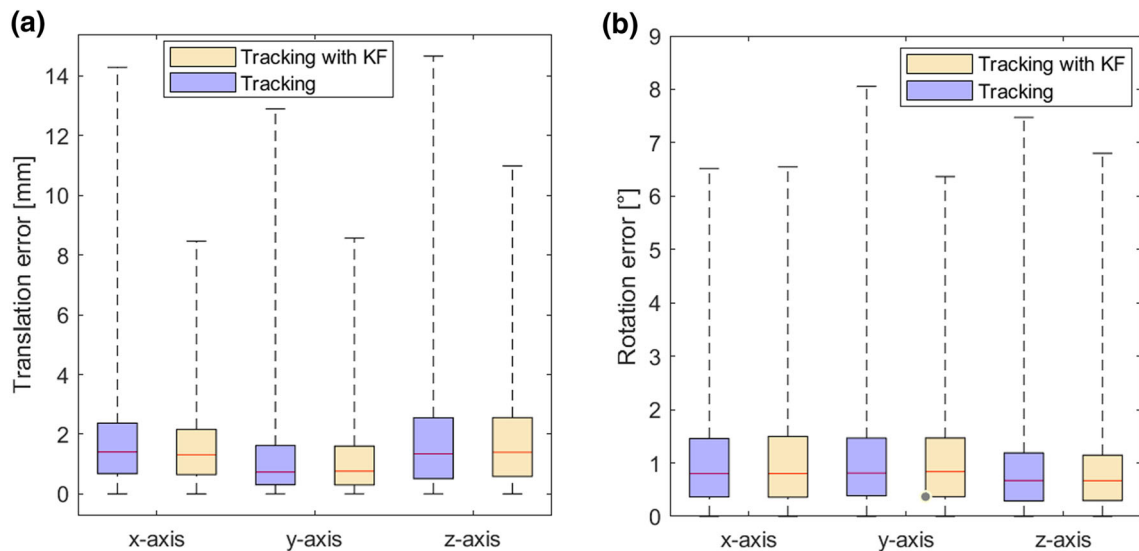 (a)
Translation error [mm]
14
12
10
8
6
4
2
0
Tracking with KF
Tracking
x-axis y-axis z-axis
(b)
Rotation error [°]
9
8
7
6
5
4
3
2
1
0
Tracking with KF
Tracking
x-axis y-axis z-axis